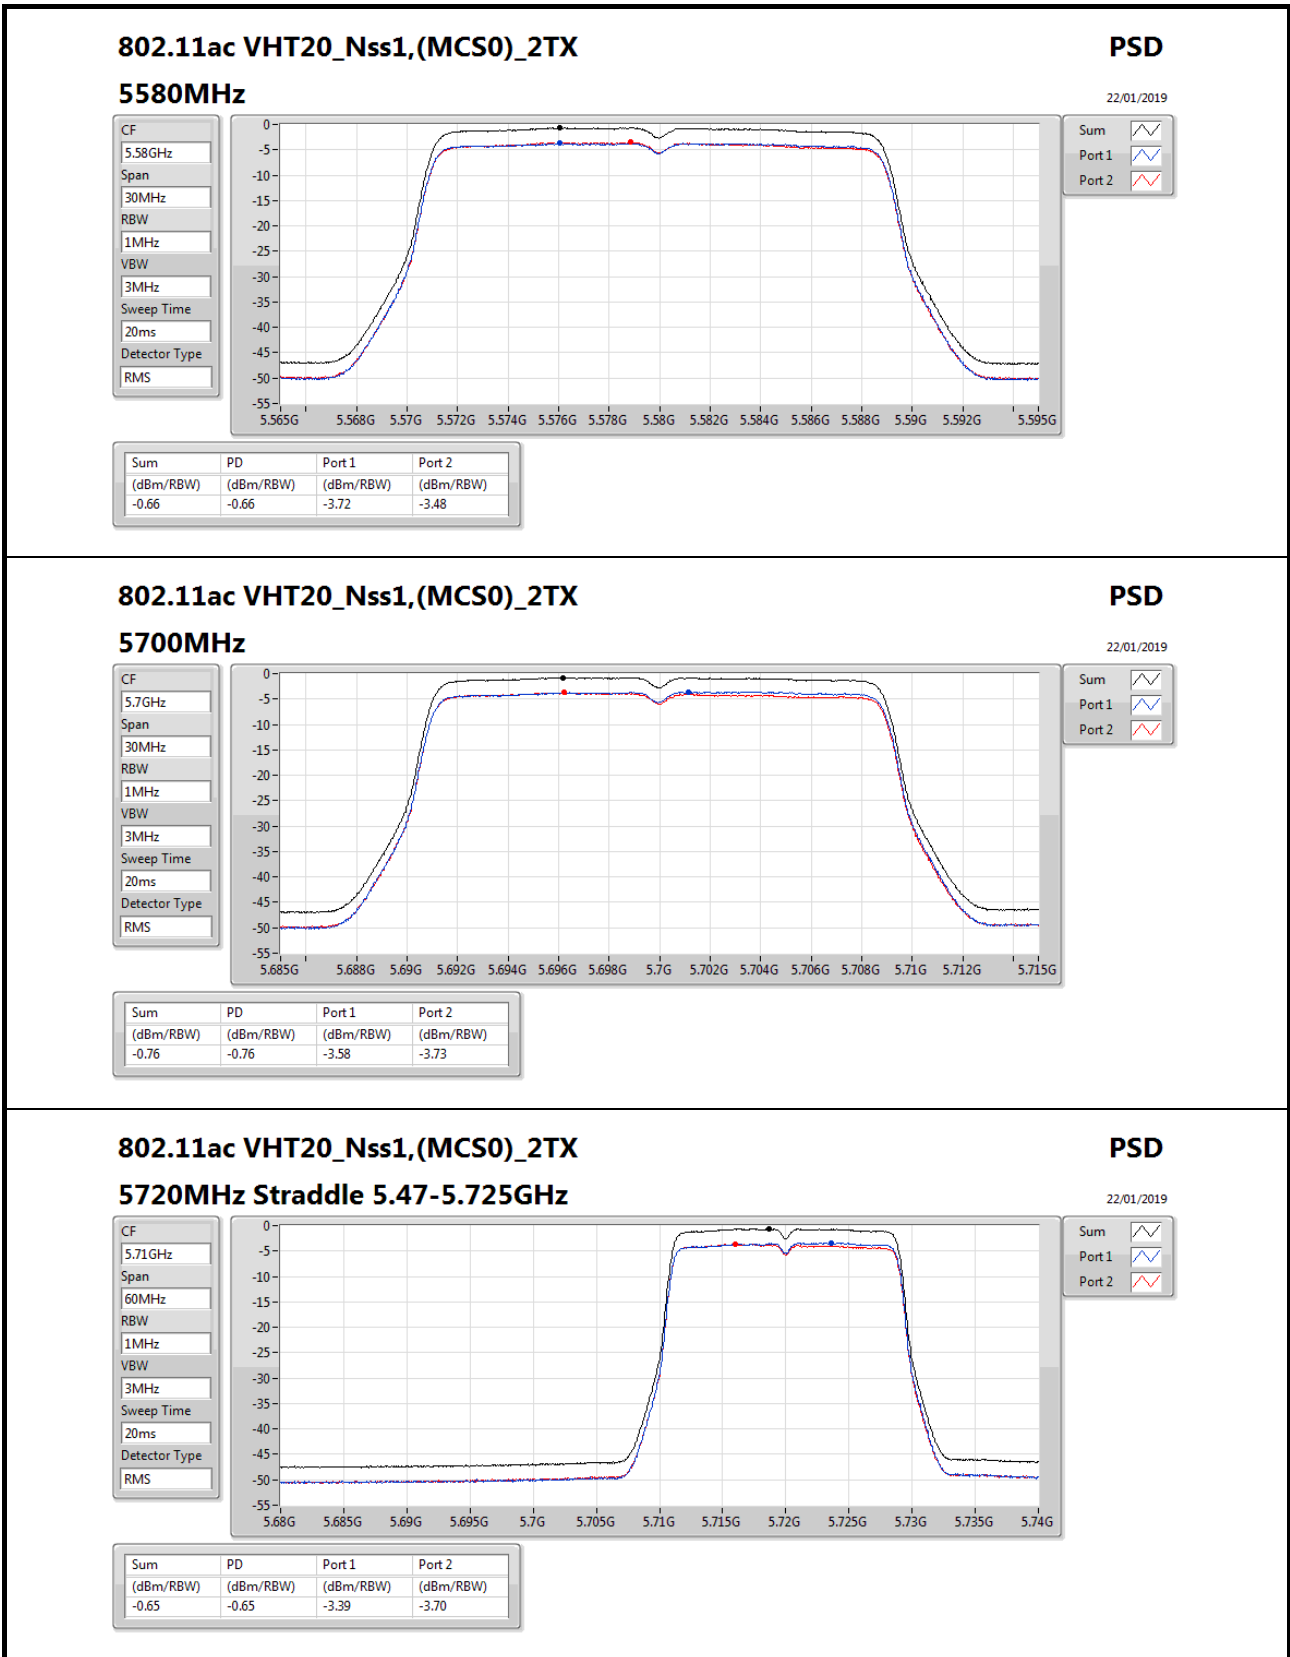 802.11ac VHT20_Nss1,(MCS0)_2TX PSD
5580MHz 22/01/2019
CF
5.58GHz
Span
30MHz
RBW
1MHz
VBW
3MHz
Sweep Time
20ms
Detector Type
RMS
0
-5
-10
-15
-20
-25
-30
-35
-40
-45
-50
-55
5.565G 5.568G 5.57G 5.572G 5.574G 5.576G 5.578G 5.58G 5.582G 5.584G 5.586G 5.588G 5.59G 5.592G 5.595G
Sum
Port 1
Port 2
Sum PD Port 1 Port 2
(dBm/RBW) (dBm/RBW) (dBm/RBW) (dBm/RBW)
-0.66 -0.66 -3.72 -3.48
802.11ac VHT20_Nss1,(MCS0)_2TX PSD
5700MHz 22/01/2019
CF
5.7GHz
Span
30MHz
RBW
1MHz
VBW
3MHz
Sweep Time
20ms
Detector Type
RMS
0
-5
-10
-15
-20
-25
-30
-35
-40
-45
-50
-55
5.685G 5.688G 5.69G 5.692G 5.694G 5.696G 5.698G 5.7G 5.702G 5.704G 5.706G 5.708G 5.71G 5.712G 5.715G
Sum
Port 1
Port 2
Sum PD Port 1 Port 2
(dBm/RBW) (dBm/RBW) (dBm/RBW) (dBm/RBW)
-0.76 -0.76 -3.58 -3.73
802.11ac VHT20_Nss1,(MCS0)_2TX PSD
5720MHz Straddle 5.47-5.725GHz 22/01/2019
CF
5.71GHz
Span
60MHz
RBW
1MHz
VBW
3MHz
Sweep Time
20ms
Detector Type
RMS
0
-5
-10
-15
-20
-25
-30
-35
-40
-45
-50
-55
5.68G 5.685G 5.69G 5.695G 5.7G 5.705G 5.71G 5.715G 5.72G 5.725G 5.73G 5.735G 5.74G
Sum
Port 1
Port 2
Sum PD Port 1 Port 2
(dBm/RBW) (dBm/RBW) (dBm/RBW) (dBm/RBW)
-0.65 -0.65 -3.39 -3.70